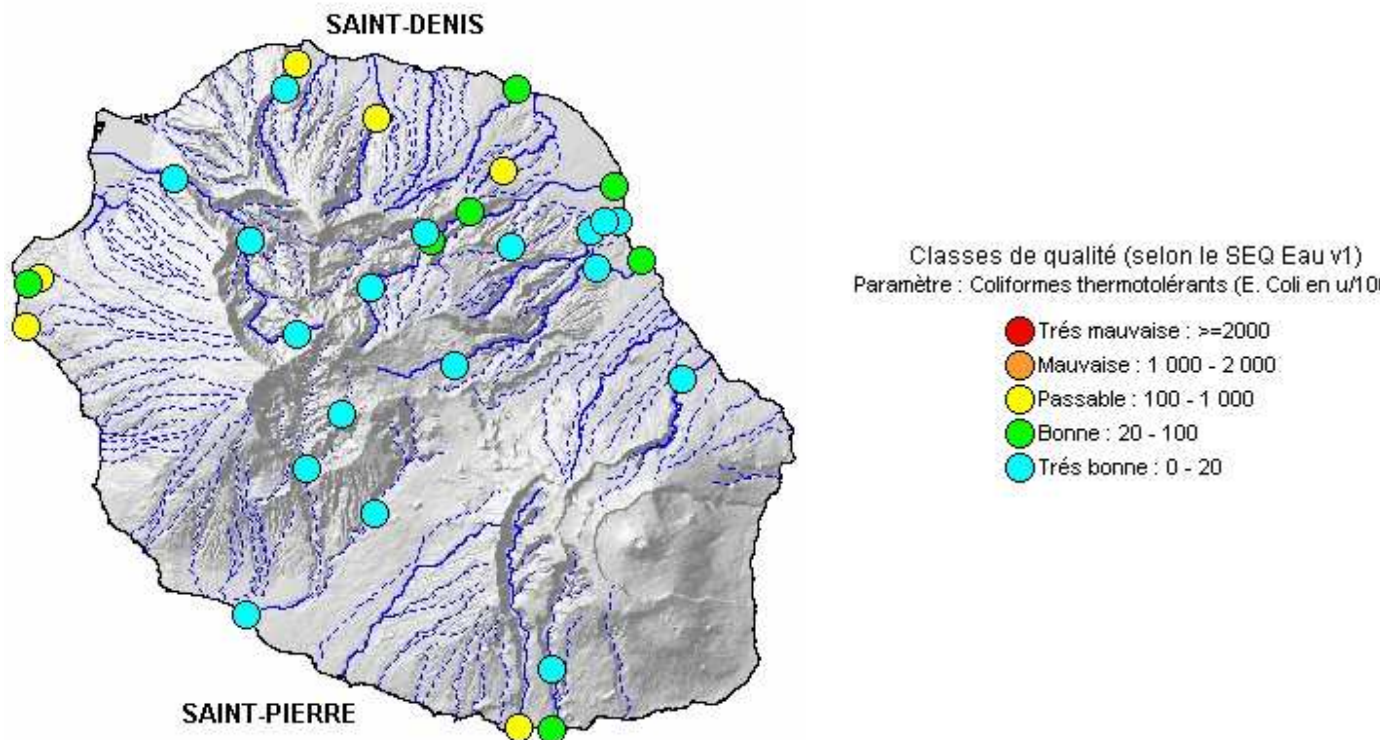 SAINT-DENIS
Classes de qualité (selon le SEQ Eau v1)
Paramètre : Coliformes thermotolérants (E. Coli en u/100
Trés mauvaise : >=2000
Mauvaise : 1 000 - 2 000
Passable : 100 - 1 000
Bonne : 20 - 100
Trés bonne : 0 - 20
SAINT-PIERRE